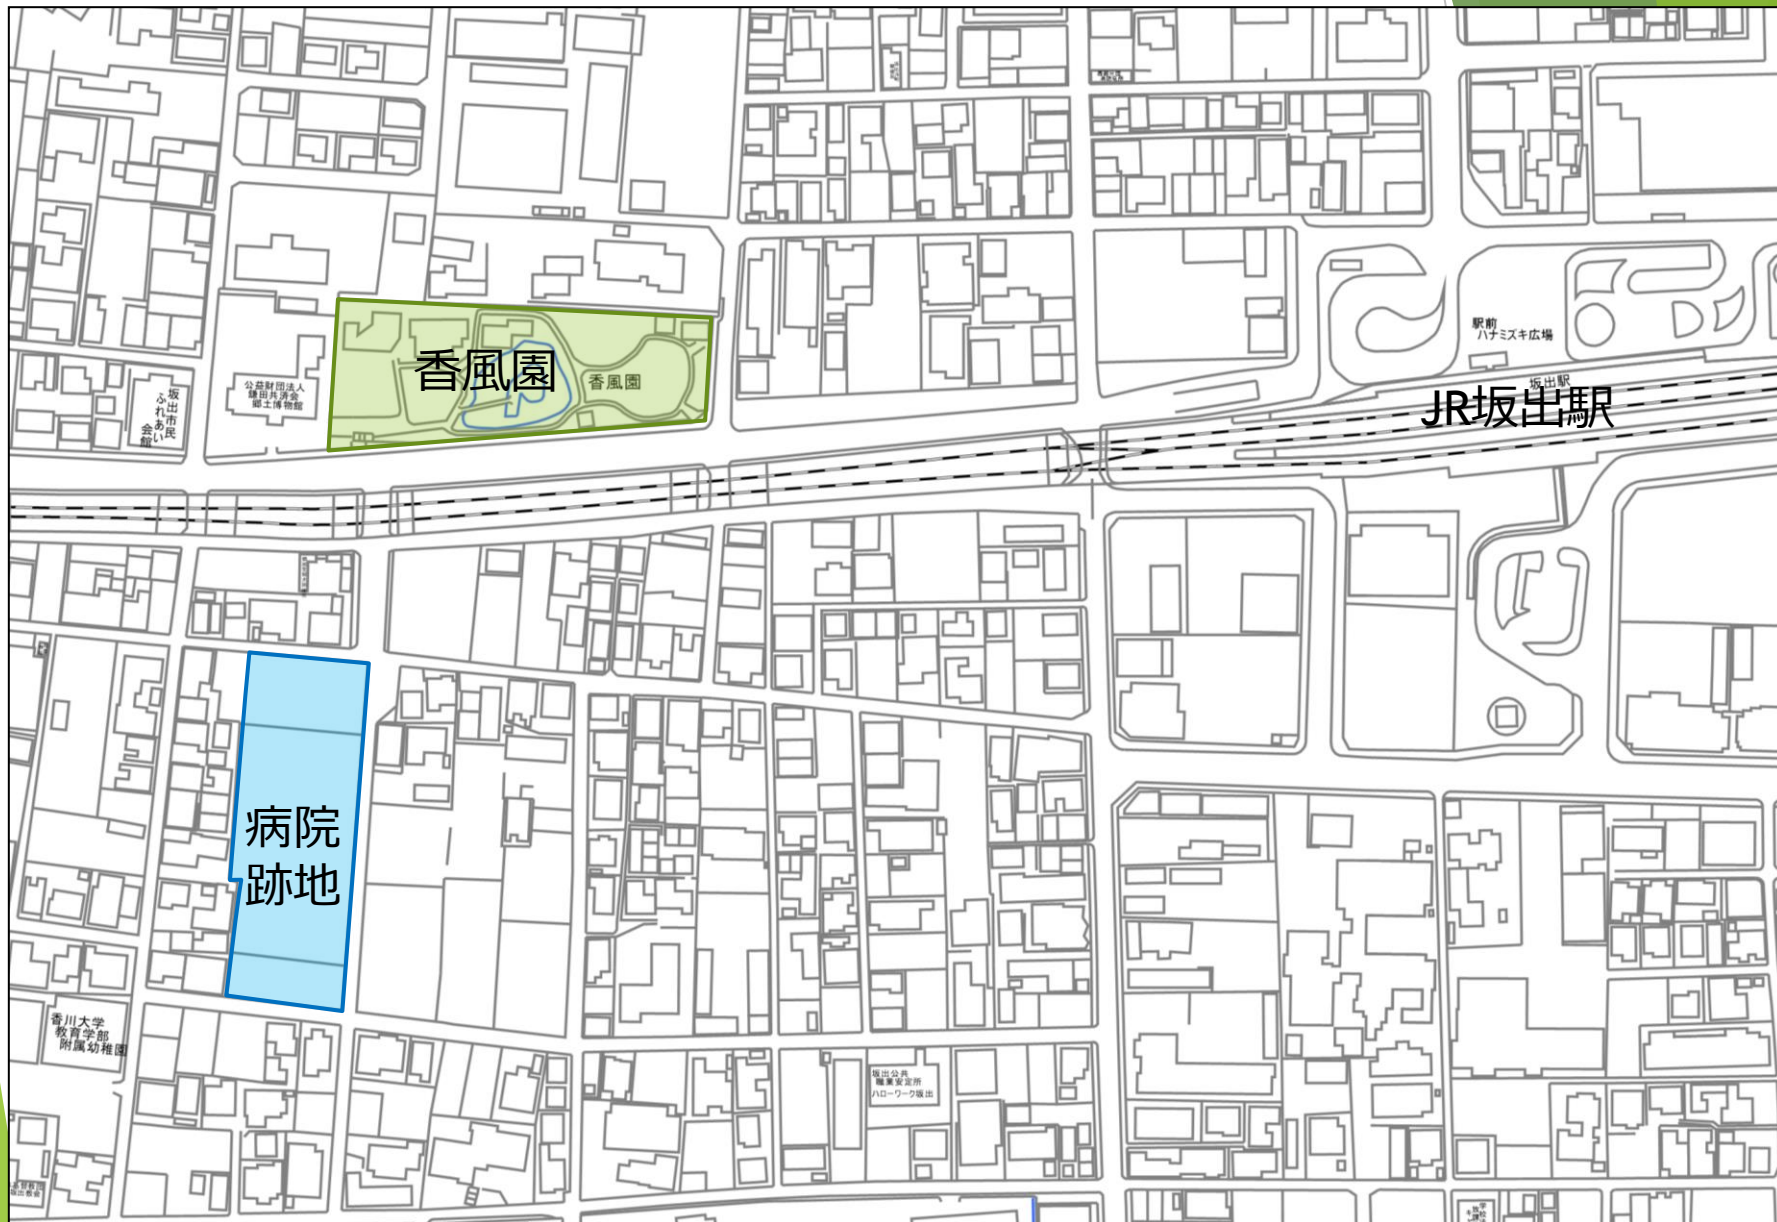 香風園
香風園
公益財団法人
鎌田共済会
郷土博物館
坂出市民
ふれあい
会館
駅前
ハナミズキ広場
坂出駅
JR坂出駅
病院
跡地
香川大学
教育学部
附属幼稚園
坂出公共
職業安定所
ハローワーク坂出